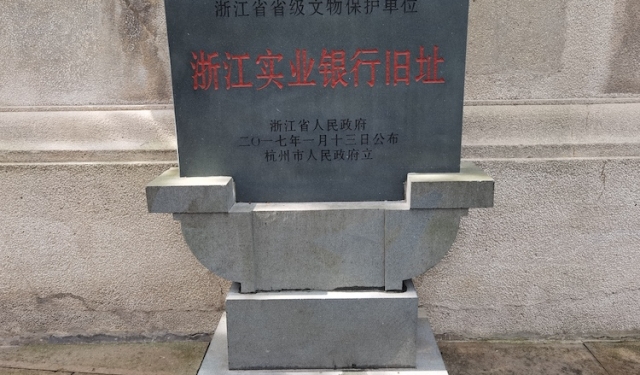 浙江省省级文物保护单位
浙江实业银行旧址
浙江省人民政府
二〇一七年一月十三日公布
杭州市人民政府立